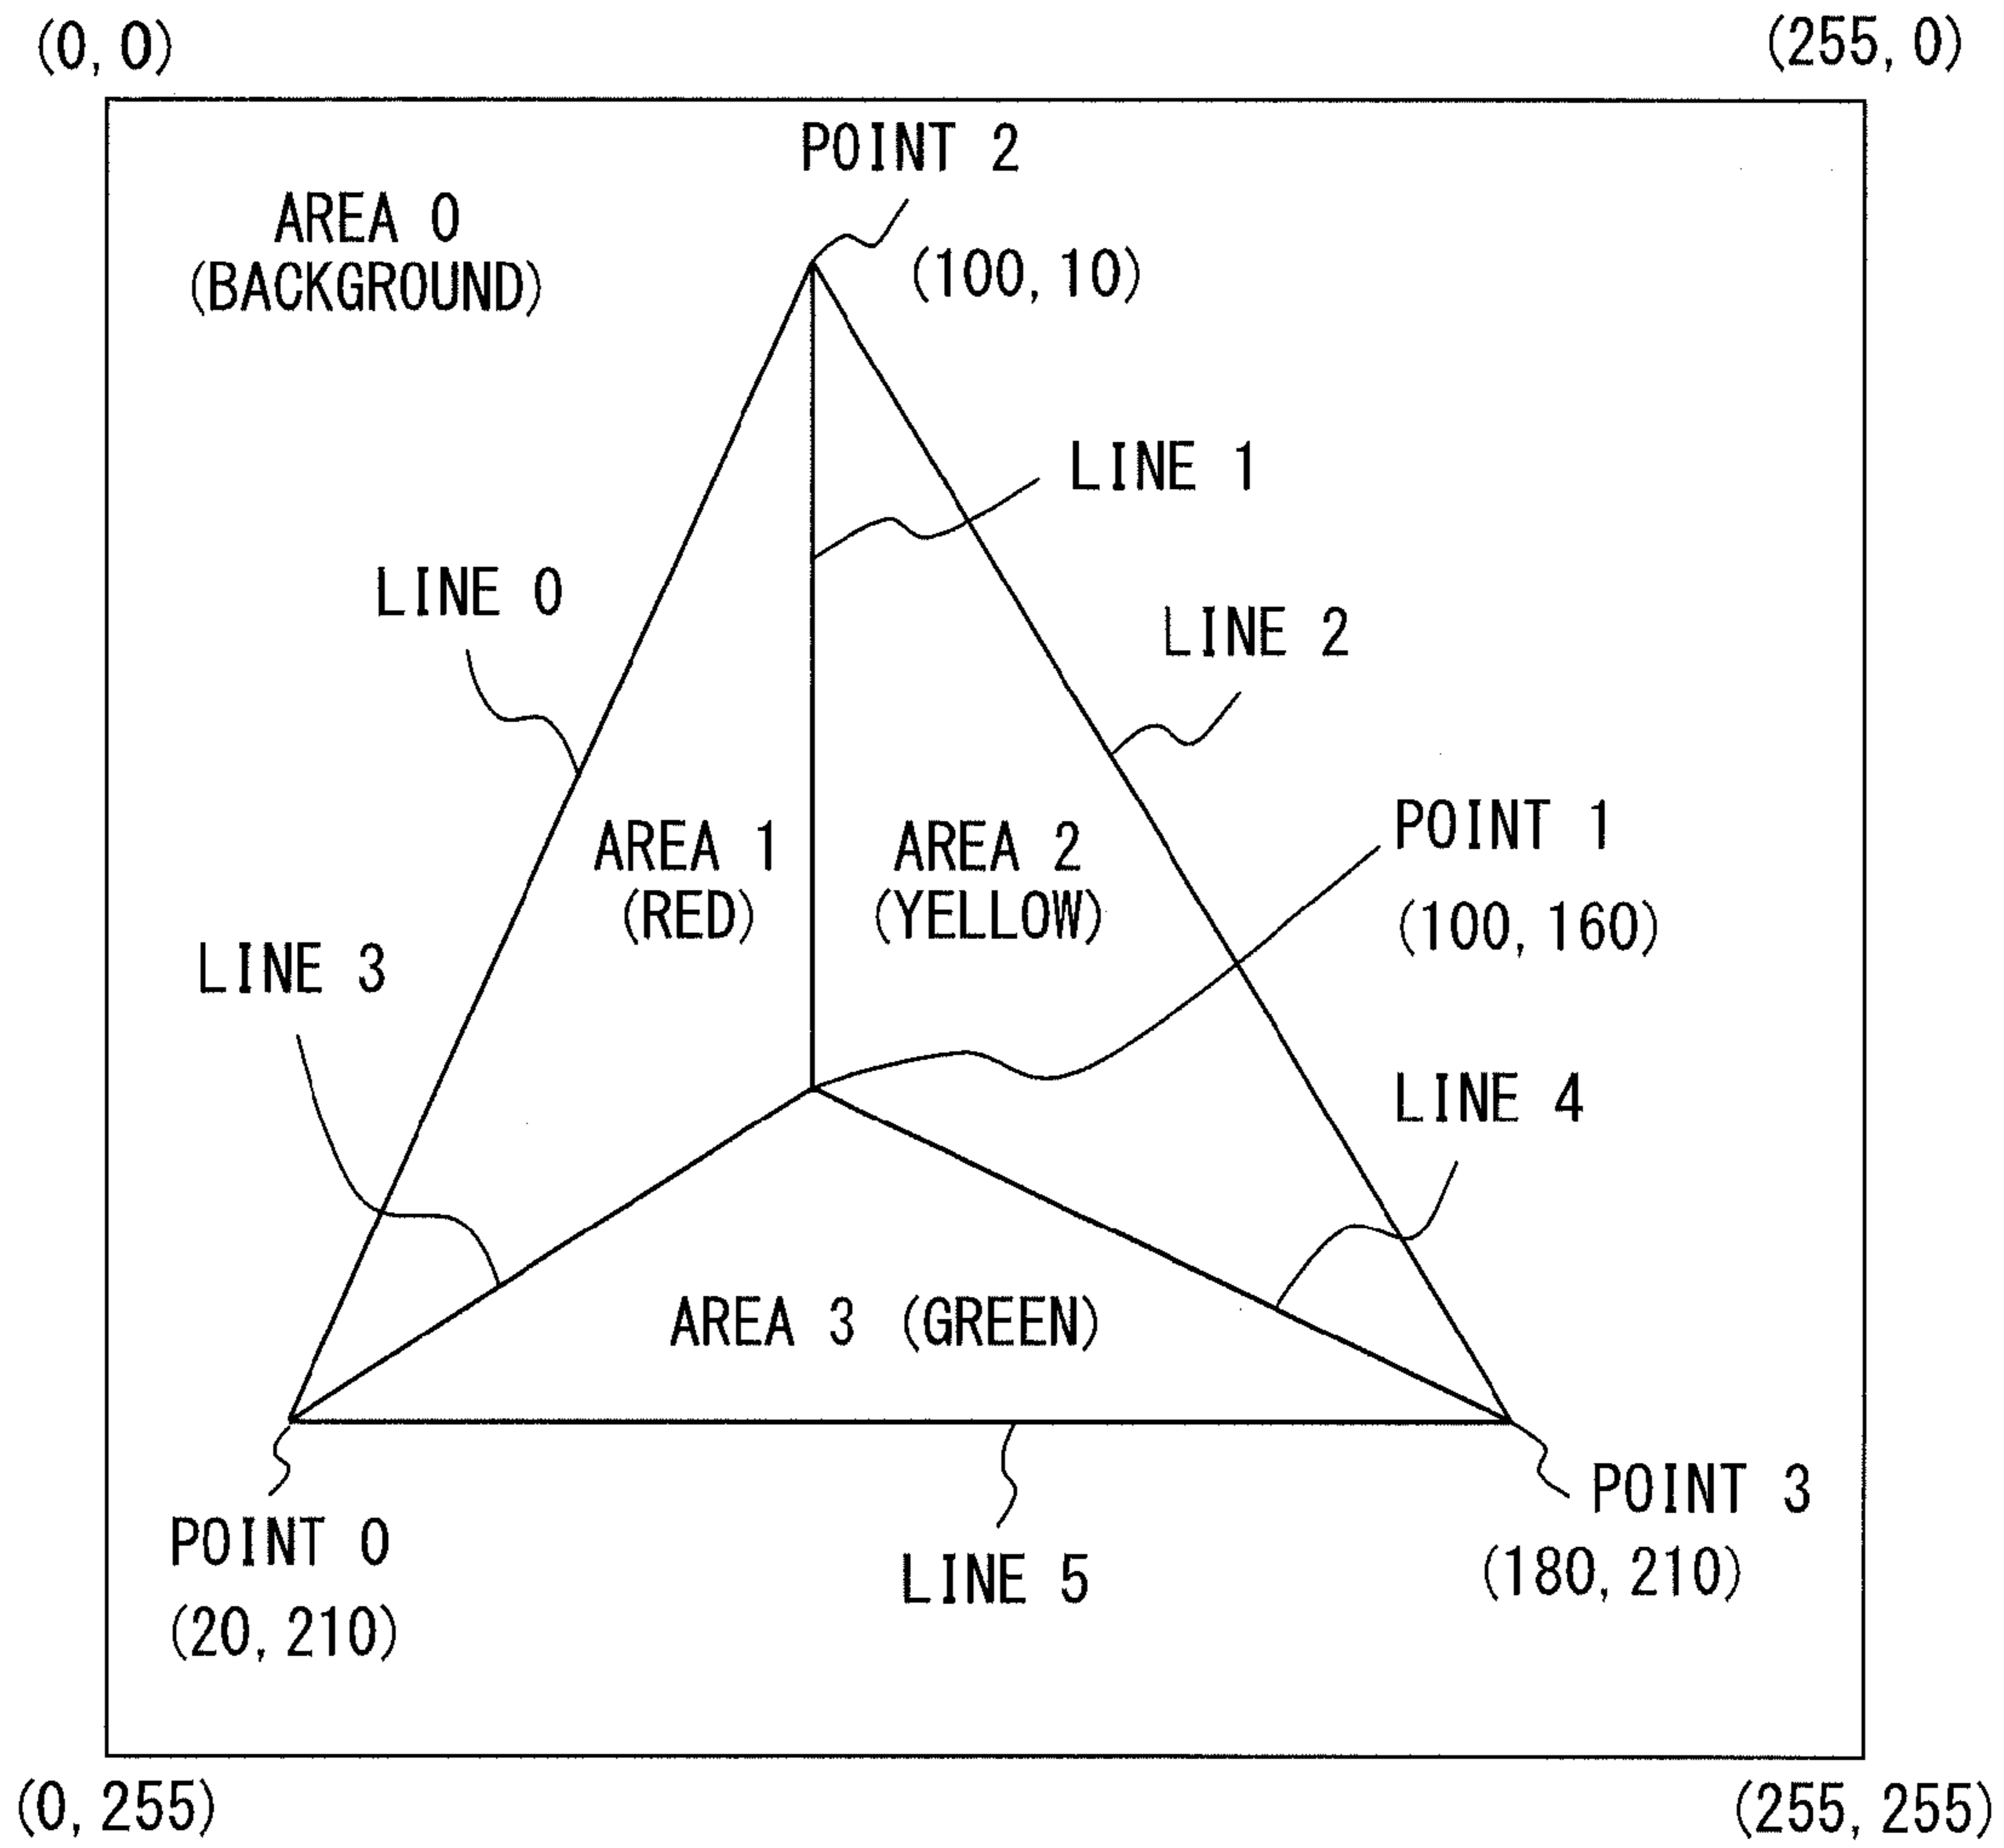 (0, 0)
(255, 0)
POINT 2
AREA 0
(BACKGROUND)
(100, 10)
LINE 1
LINE 0
LINE 2
POINT 1
(100, 160)
AREA 1
(RED)
AREA 2
(YELLOW)
LINE 3
LINE 4
AREA 3 (GREEN)
POINT 0
(20, 210)
LINE 5
POINT 3
(180, 210)
(0, 255)
(255, 255)